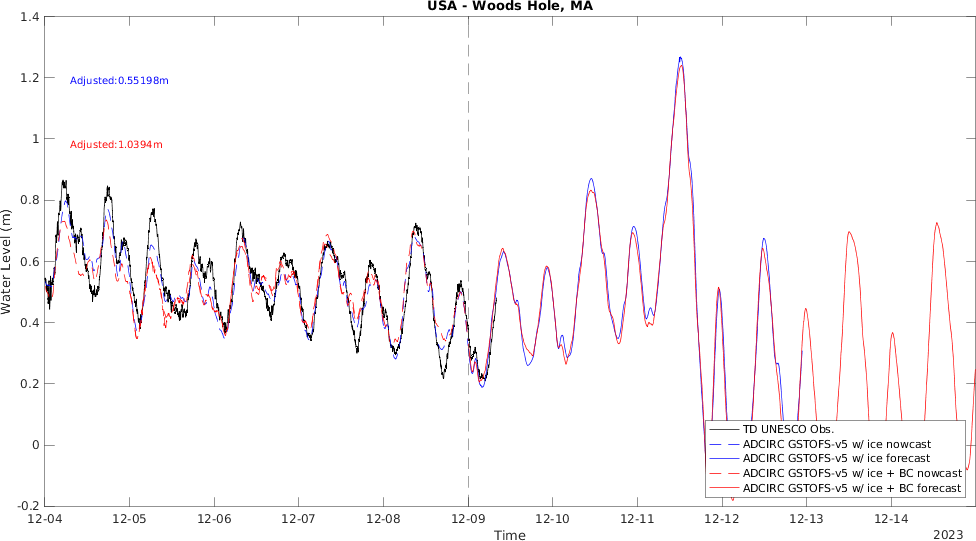 USA - Woods Hole, MA
1.4
1.2
1
0.8
0.6
0.4
0.2
0
-0.2
Water Level (m)
Adjusted:0.55198m
Adjusted:1.0394m
TD UNESCO Obs.
ADCIRC GSTOFS-v5 w/ ice nowcast
ADCIRC GSTOFS-v5 w/ ice forecast
ADCIRC GSTOFS-v5 w/ ice + BC nowcast
ADCIRC GSTOFS-v5 w/ ice + BC forecast
12-04 12-05 12-06 12-07 12-08 12-09 12-10 12-11 12-12 12-13 12-14
Time
2023